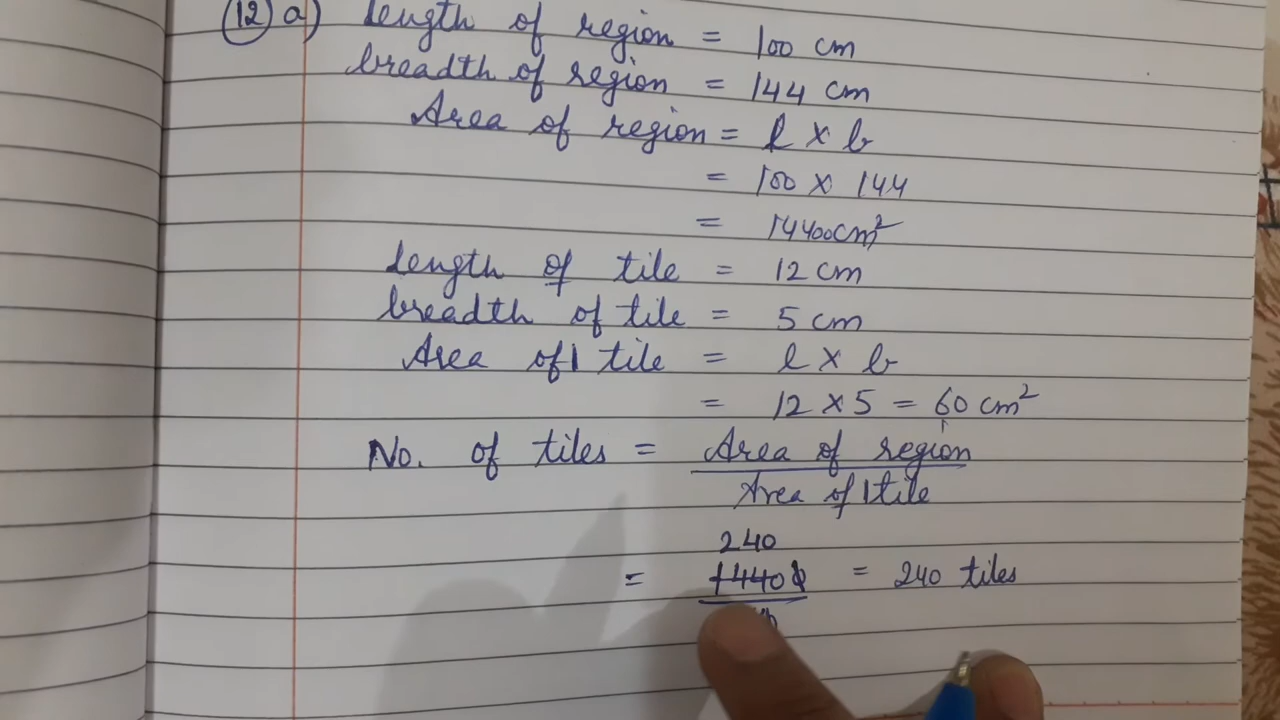 12) a) length of region = 100 cm
breadth of region = 144 cm
Area of region = l × b
= 100 × 144
= 14400cm²
length of tile = 12 cm
breadth of tile = 5 cm
Area of 1 tile = l × b
= 12 × 5 = 60 cm²
No. of tiles = Area of region
Area of 1 tile
240
= 14400 = 240 tiles